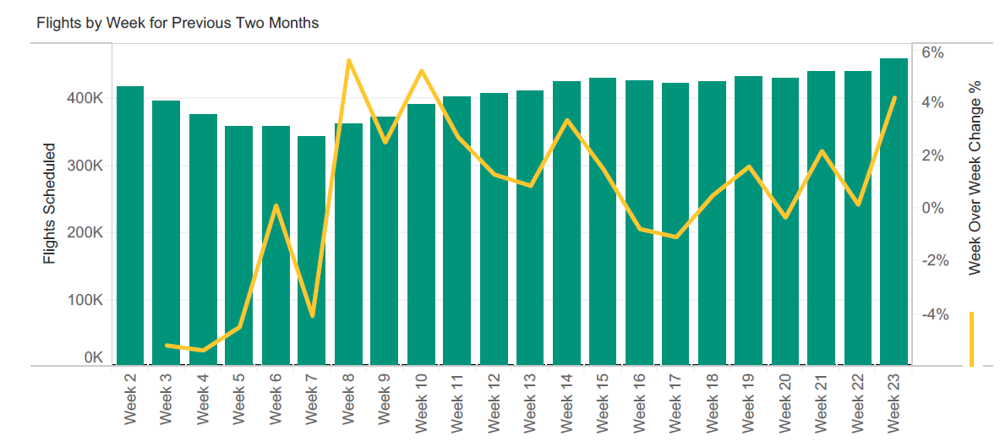 Flights by Week for Previous Two Months
Flights Scheduled
400K
300K
200K
100K
0K
6%
4%
2%
0%
-2%
-4%
Week Over Week Change %
Week 2
Week 3
Week 4
Week 5
Week 6
Week 7
Week 8
Week 9
Week 10
Week 11
Week 12
Week 13
Week 14
Week 15
Week 16
Week 17
Week 18
Week 19
Week 20
Week 21
Week 22
Week 23